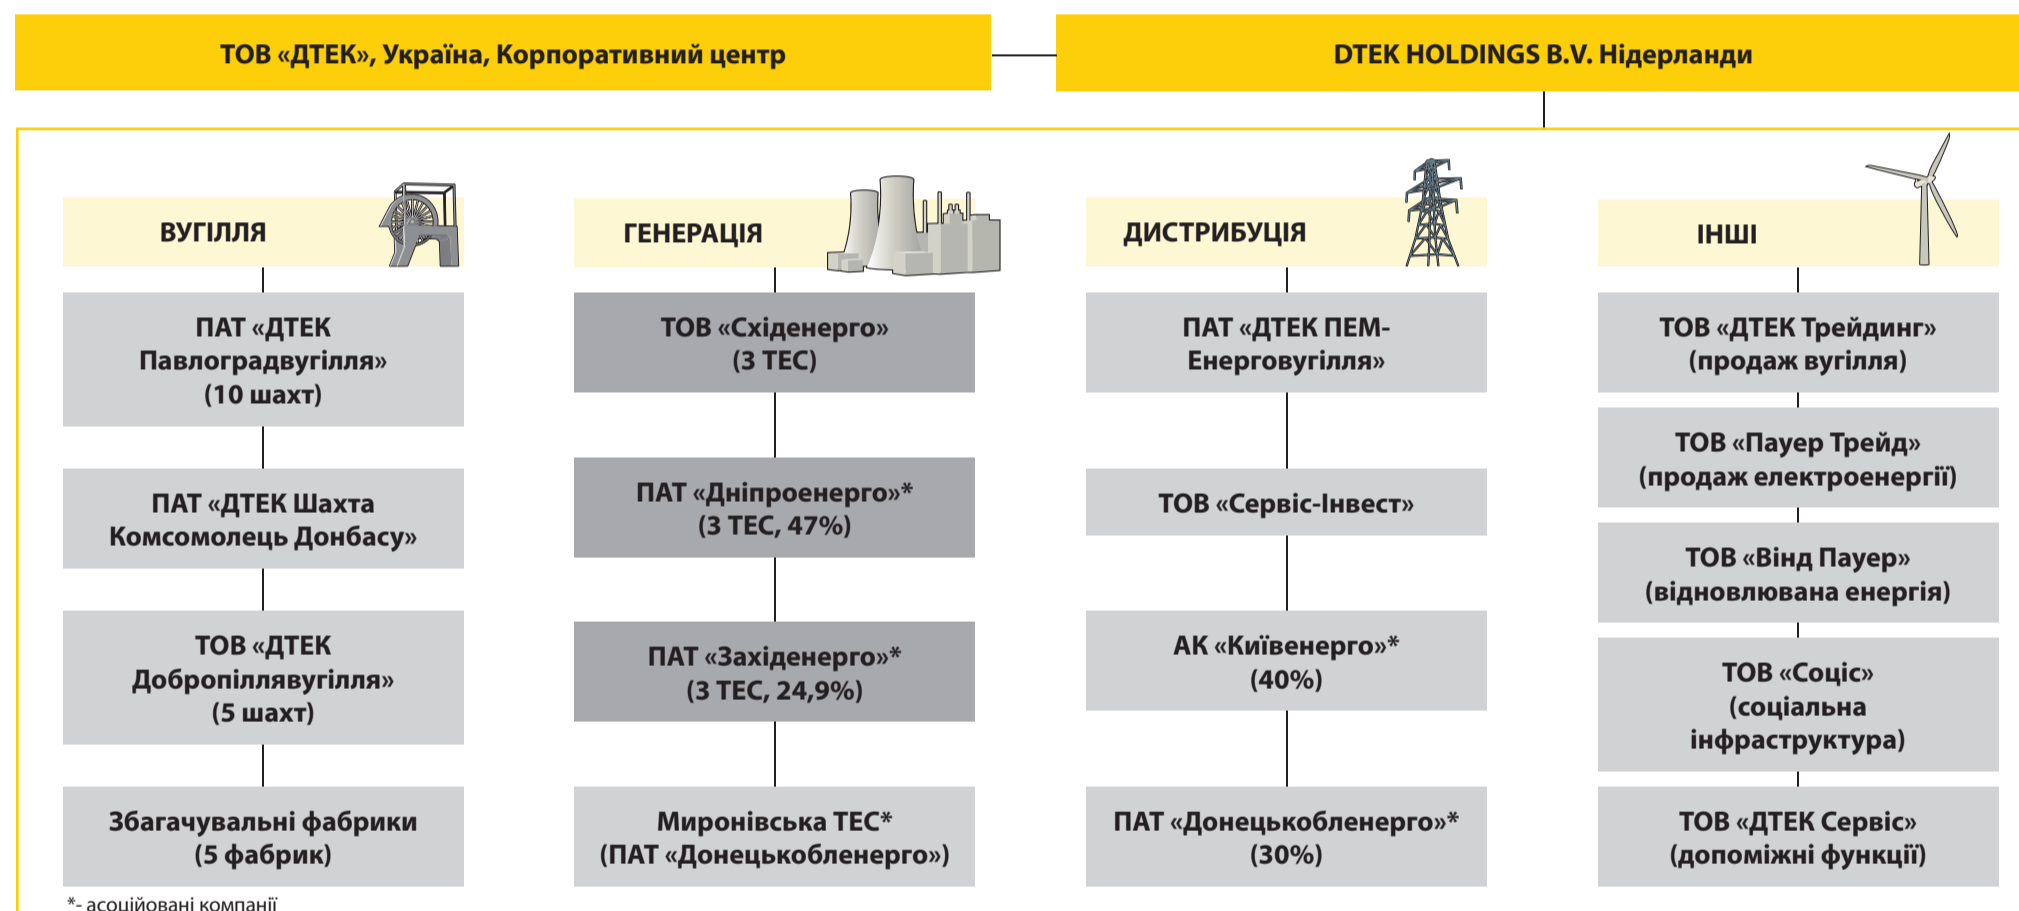 ТОВ «ДТЕК», Україна, Корпоративний центр
DTEK HOLDINGS B.V. Нідерланди
ВУГІЛЛЯ
ПАТ «ДТЕК
Павлоградвугілля»
(10 шахт)
ПАТ «ДТЕК Шахта
Комсомолець Донбасу»
ТОВ «ДТЕК
Добропіллявугілля»
(5 шахт)
Збагачувальні фабрики
(5 фабрик)
ГЕНЕРАЦІЯ
ТОВ «Східенерго»
(3 ТЕС)
ПАТ «Дніпроенерго»*
(3 ТЕС, 47%)
ПАТ «Західенерго»*
(3 ТЕС, 24,9%)
Миронівська ТЕС*
(ПАТ «Донецькобленерго»)
ДИСТРИБУЦІЯ
ПАТ «ДТЕК ПЕМ-
Енерговугілля»
ТОВ «Сервіс-Інвест»
АК «Київенерго»*
(40%)
ПАТ «Донецькобленерго»*
(30%)
ІНШІ
ТОВ «ДТЕК Трейдинг»
(продаж вугілля)
ТОВ «Пауер Трейд»
(продаж електроенергії)
ТОВ «Вінд Пауер»
(відновлювана енергія)
ТОВ «Соціс»
(соціальна
інфраструктура)
ТОВ «ДТЕК Сервіс»
(допоміжні функції)
*- асоційовані компанії